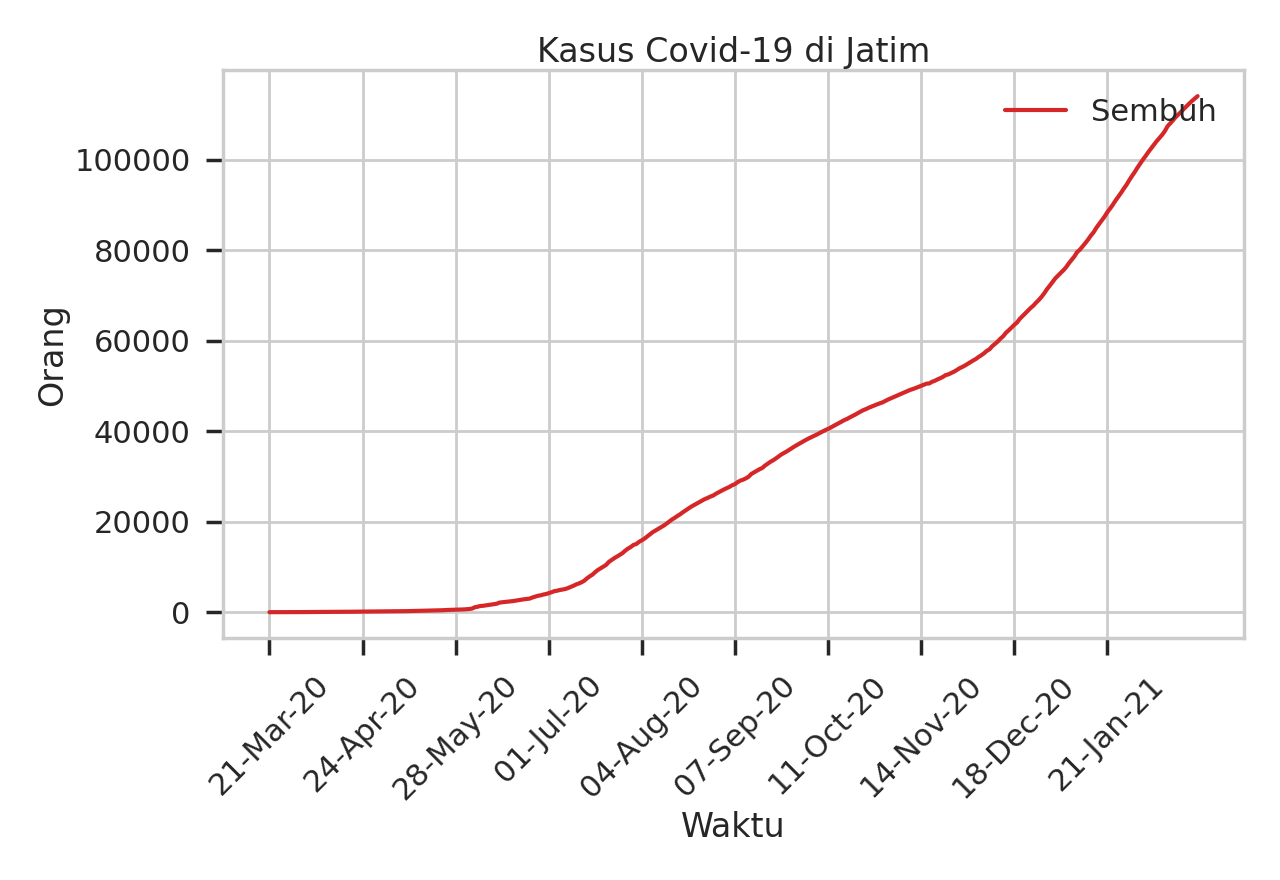 Kasus Covid-19 di Jatim
Sembuh
100000
80000
60000
40000
20000
0
Orang
21-Mar-20
24-Apr-20
28-May-20
01-Jul-20
04-Aug-20
07-Sep-20
11-Oct-20
14-Nov-20
18-Dec-20
21-Jan-21
Waktu